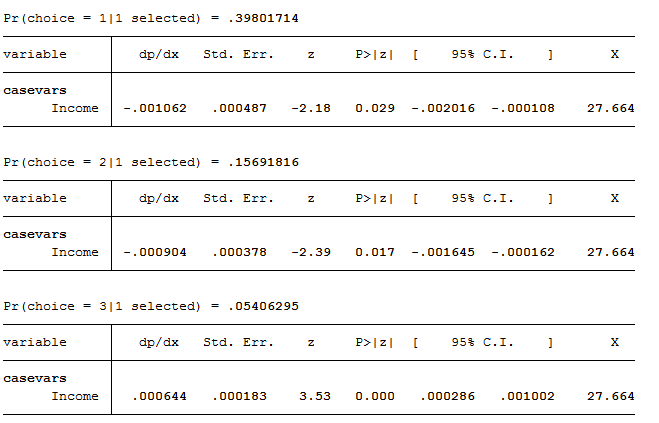 Pr(choice = 1|1 selected) = .39801714
variable dp/dx Std. Err. z P>|z| [ 95% C.I. ] X
casevars
Income -.001062 .000487 -2.18 0.029 -.002016 -.000108 27.664
Pr(choice = 2|1 selected) = .15691816
variable dp/dx Std. Err. z P>|z| [ 95% C.I. ] X
casevars
Income -.000904 .000378 -2.39 0.017 -.001645 -.000162 27.664
Pr(choice = 3|1 selected) = .05406295
variable dp/dx Std. Err. z P>|z| [ 95% C.I. ] X
casevars
Income .000644 .000183 3.53 0.000 .000286 .001002 27.664